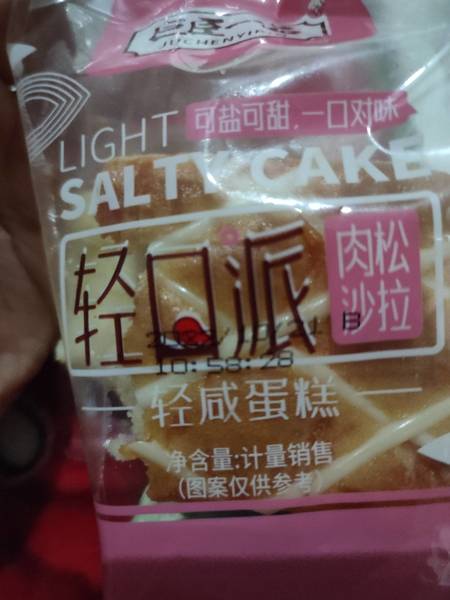 JUCHENYUAN
LIGHT
可盐可甜,一口对味
SALTY CAKE
轻口派
肉松
沙拉
10:58:28
轻咸蛋糕
净含量:计量销售
(图案仅供参考)